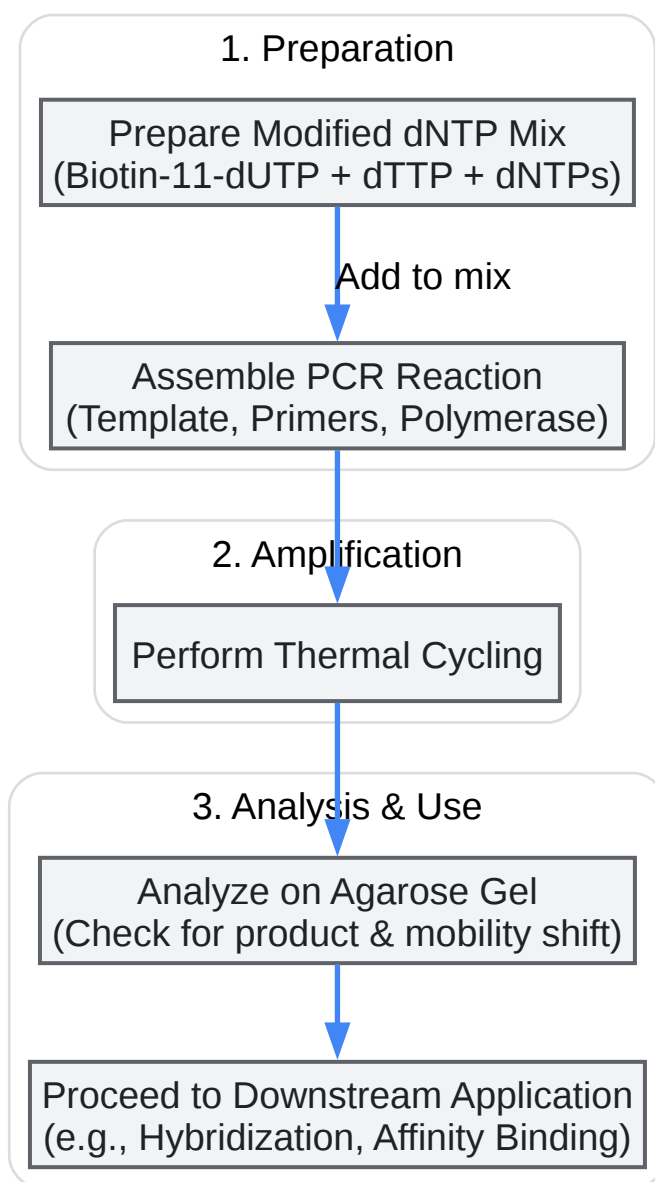 1. Preparation
Prepare Modified dNTP Mix
(Biotin-11-dUTP + dTTP + dNTPs)
Add to mix
Assemble PCR Reaction
(Template, Primers, Polymerase)
2. Amplification
Perform Thermal Cycling
3. Analysis & Use
Analyze on Agarose Gel
(Check for product & mobility shift)
Proceed to Downstream Application
(e.g., Hybridization, Affinity Binding)